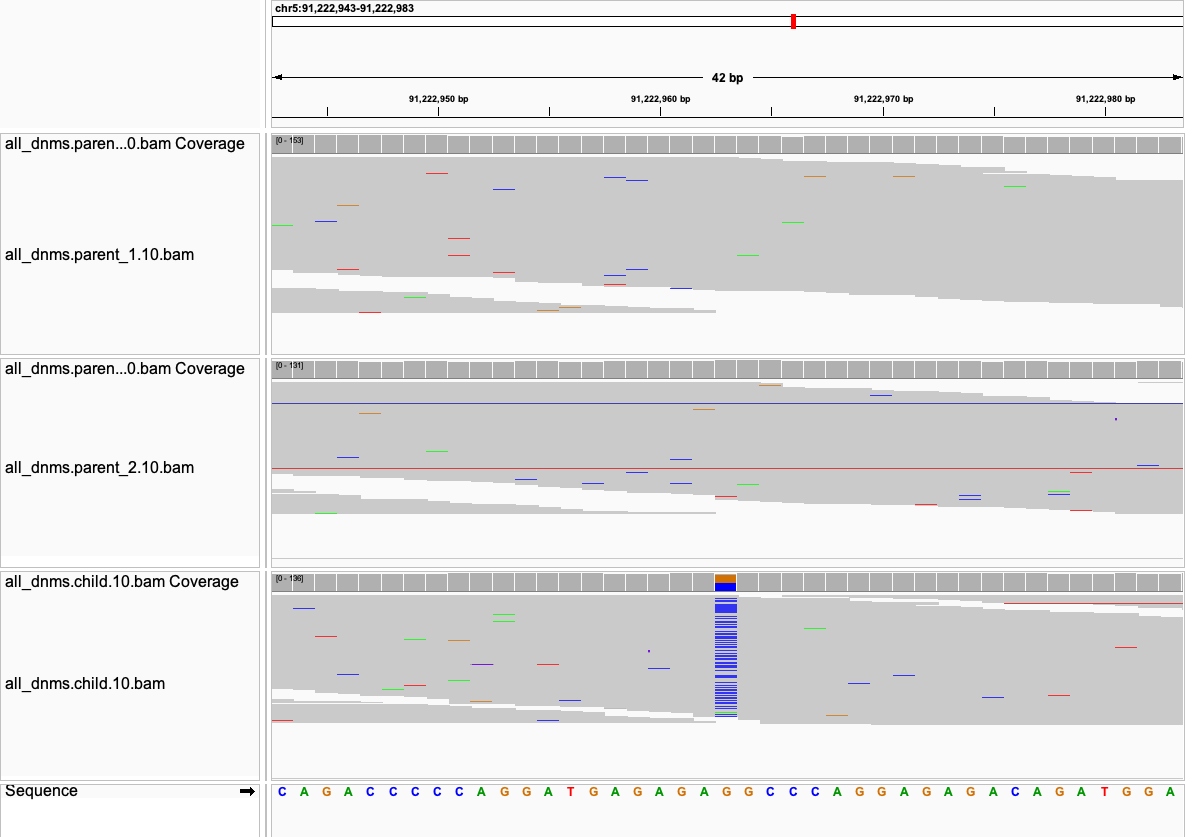 chr5:91,222,943-91,222,983
42 bp
91,222,950 bp 91,222,960 bp 91,222,970 bp 91,222,980 bp
all_dnms.paren...0.bam Coverage
[0 - 153]
all_dnms.parent_1.10.bam
all_dnms.paren...0.bam Coverage
[0 - 131]
all_dnms.parent_2.10.bam
all_dnms.child.10.bam Coverage
[0 - 136]
all_dnms.child.10.bam
Sequence C A G A C C C C C A G G A T G A G A G A G G C C C A G G A G A G A C A G A T G G A